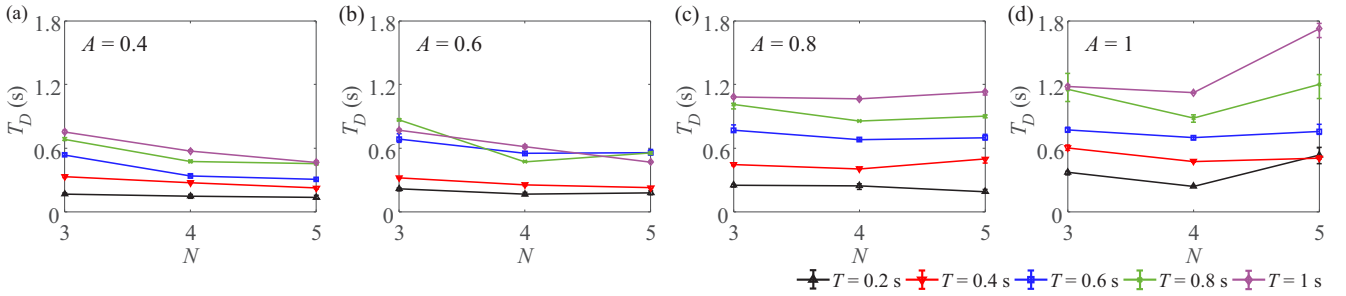 (a) (b) (c) (d)
1.8 1.8 1.8 1.8
A = 0.4 A = 0.6 A = 0.8 A = 1
1.2 1.2 1.2 1.2
T_D (s) T_D (s) T_D (s) T_D (s)
0.6 0.6 0.6 0.6
0 0 0 0
3 4 5 3 4 5 3 4 5 3 4 5
N N N N
T = 0.2 s T = 0.4 s T = 0.6 s T = 0.8 s T = 1 s